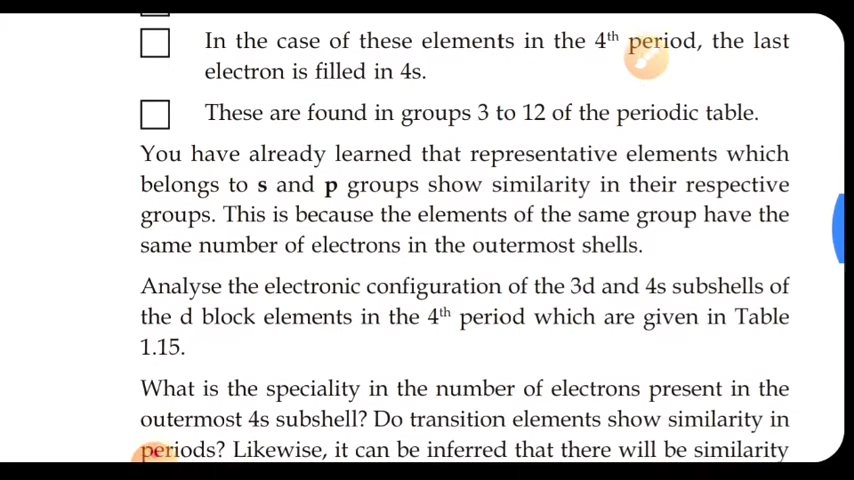 In the case of these elements in the 4th period, the last
electron is filled in 4s.
These are found in groups 3 to 12 of the periodic table.
You have already learned that representative elements which
belongs to s and p groups show similarity in their respective
groups. This is because the elements of the same group have the
same number of electrons in the outermost shells.
Analyse the electronic configuration of the 3d and 4s subshells of
the d block elements in the 4th period which are given in Table
1.15.
What is the speciality in the number of electrons present in the
outermost 4s subshell? Do transition elements show similarity in
periods? Likewise, it can be inferred that there will be similarity